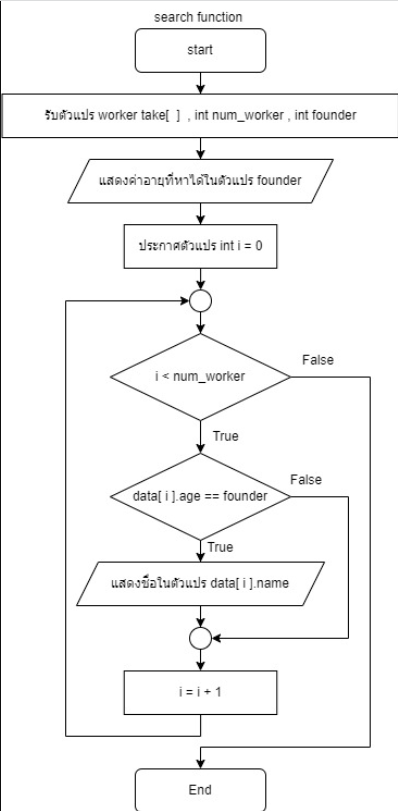 search function
start
รับตัวแปร worker take[ ] , int num_worker , int founder
แสดงค่าอายุที่หาได้ในตัวแปร founder
ประกาศตัวแปร int i = 0
i < num_worker
False
True
data[ i ].age == founder
False
True
แสดงชื่อในตัวแปร data[ i ].name
i = i + 1
End